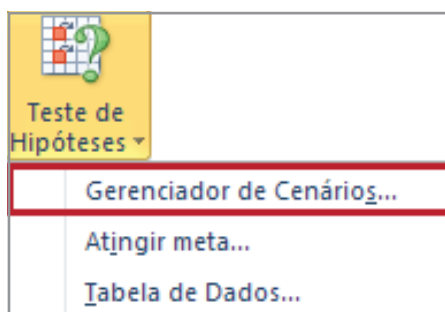 Teste de
Hipóteses
Gerenciador de Cenários...
Atingir meta...
Tabela de Dados...